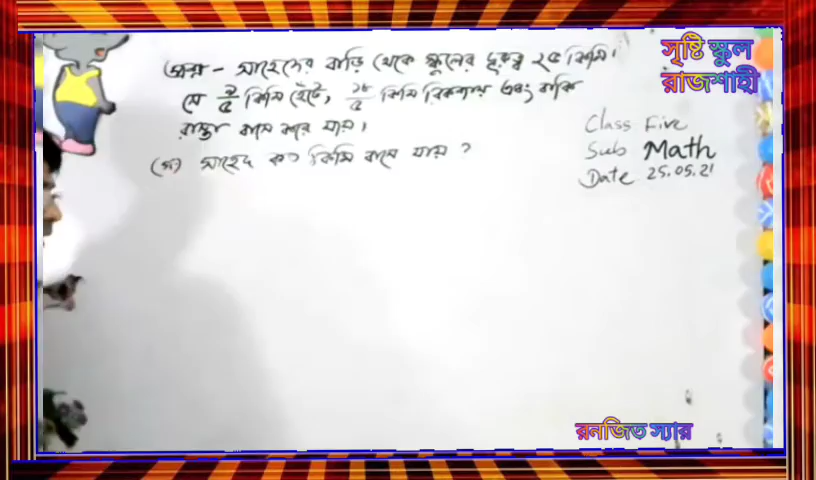 প্রশ্ন - সাহেদের বাড়ি থেকে স্কুলের দূরত্ব ২৫ কিমি।
সে ৯/৫ কিমি হেঁটে, ১৮/৫ কিমি রিকশায় এবং বাকি
রাস্তা বাসে করে যায়।
(গ) সাহেদ কত কিমি বাসে যায় ?
সৃষ্টি স্কুল
রাজশাহী
Class Five
Sub Math
Date 25.05.21
রনজিত স্যার